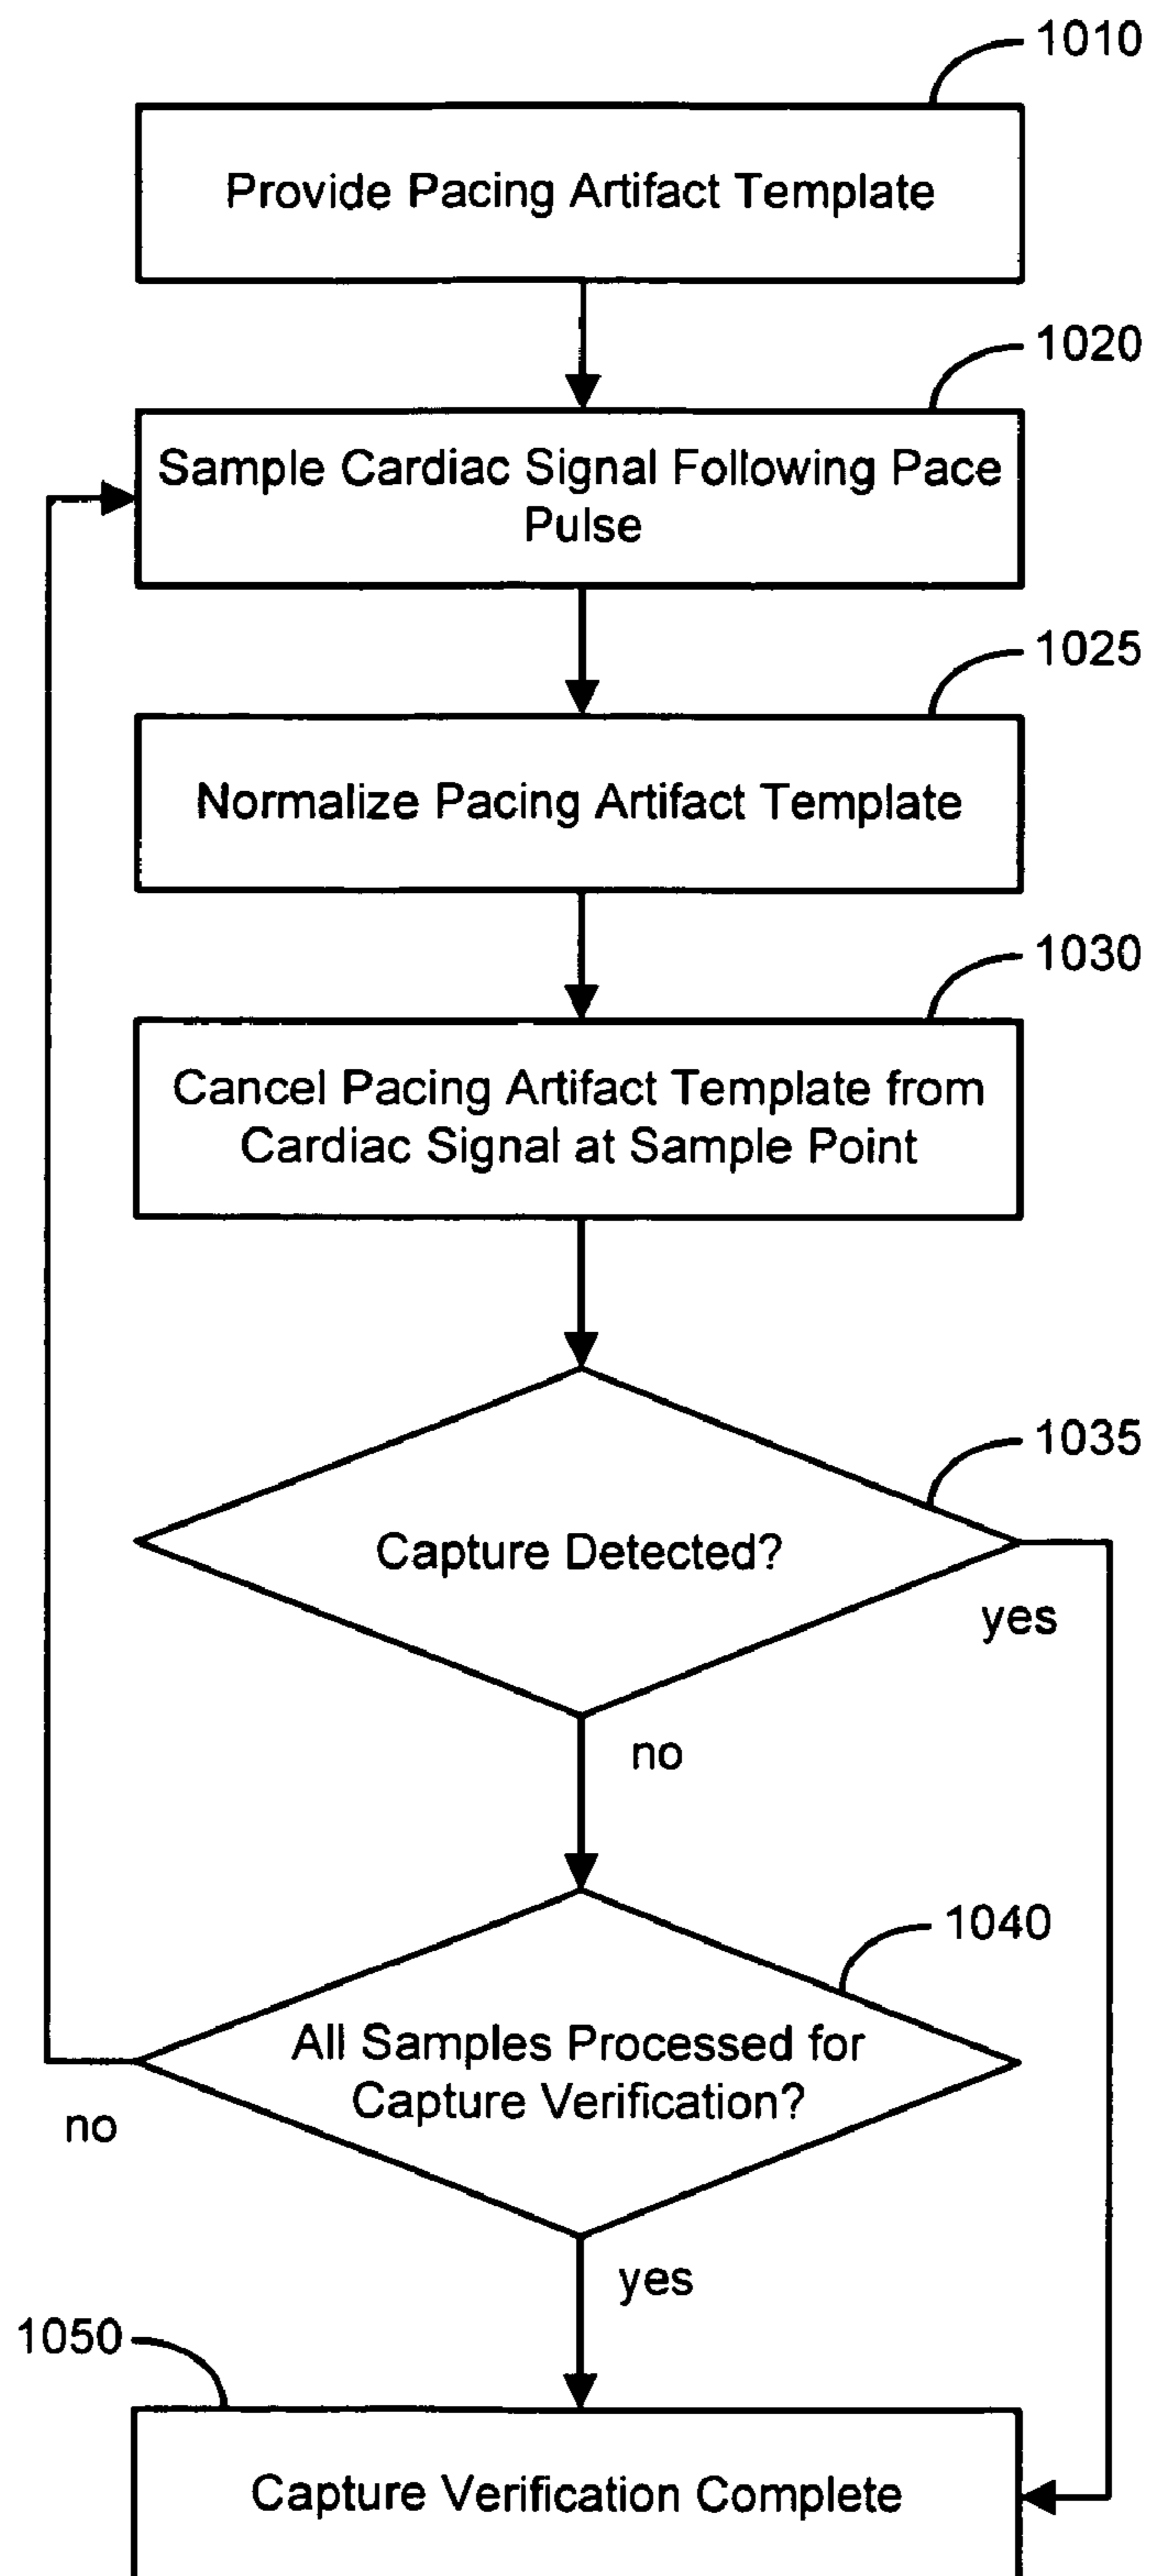 1010
Provide Pacing Artifact Template
1020
Sample Cardiac Signal Following Pace
Pulse
1025
Normalize Pacing Artifact Template
1030
Cancel Pacing Artifact Template from
Cardiac Signal at Sample Point
1035
Capture Detected?
yes
no
1040
All Samples Processed for
Capture Verification?
no
yes
1050
Capture Verification Complete